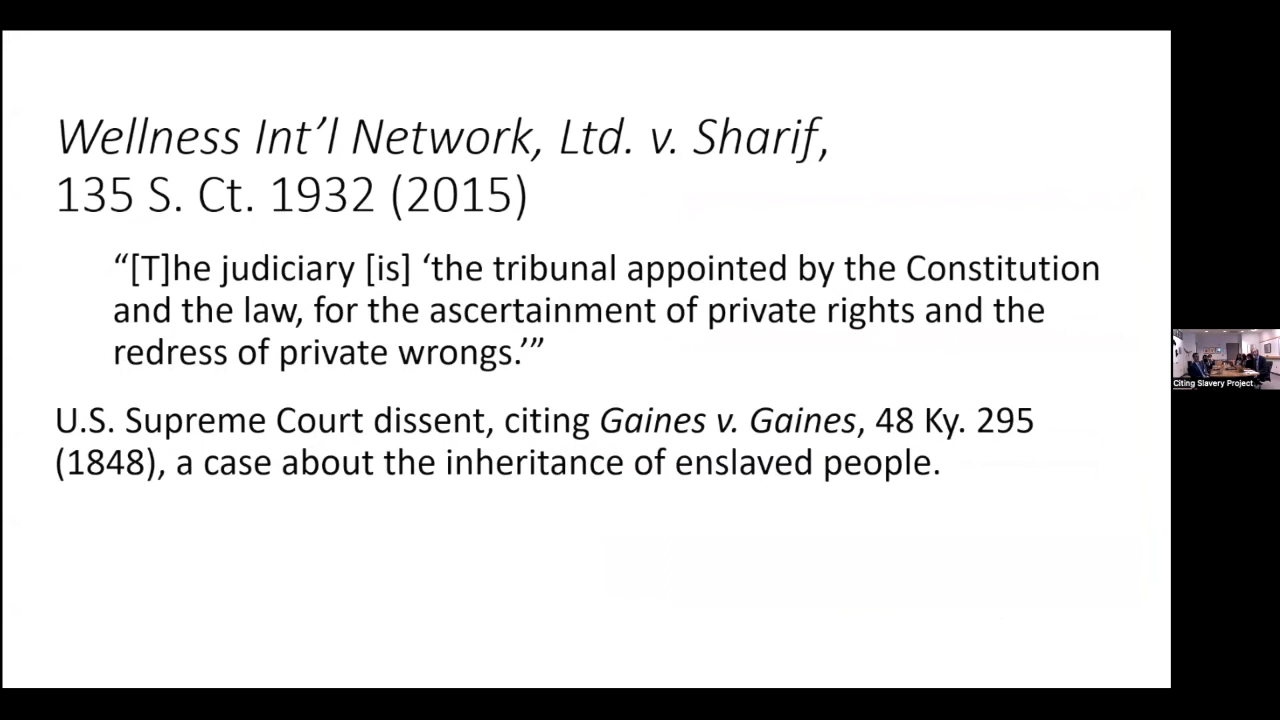 Wellness Int’l Network, Ltd. v. Sharif,
135 S. Ct. 1932 (2015)
“[T]he judiciary [is] ‘the tribunal appointed by the Constitution
and the law, for the ascertainment of private rights and the
redress of private wrongs.’”
U.S. Supreme Court dissent, citing Gaines v. Gaines, 48 Ky. 295
(1848), a case about the inheritance of enslaved people.
Citing Slavery Project